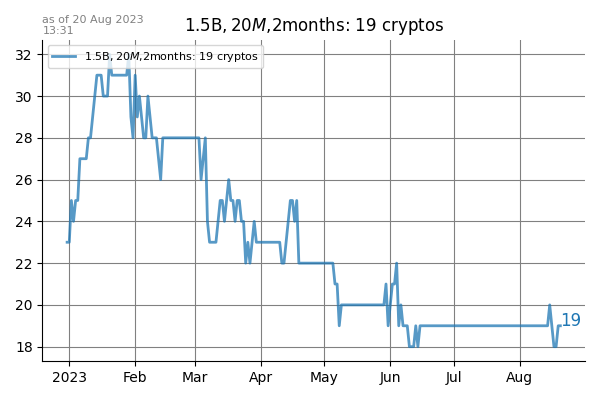 as of 20 Aug 2023
13:31
1.5B, 20M,2months: 19 cryptos
1.5B, 20M,2months: 19 cryptos
32
30
28
26
24
22
20
18
19
2023 Feb Mar Apr May Jun Jul Aug